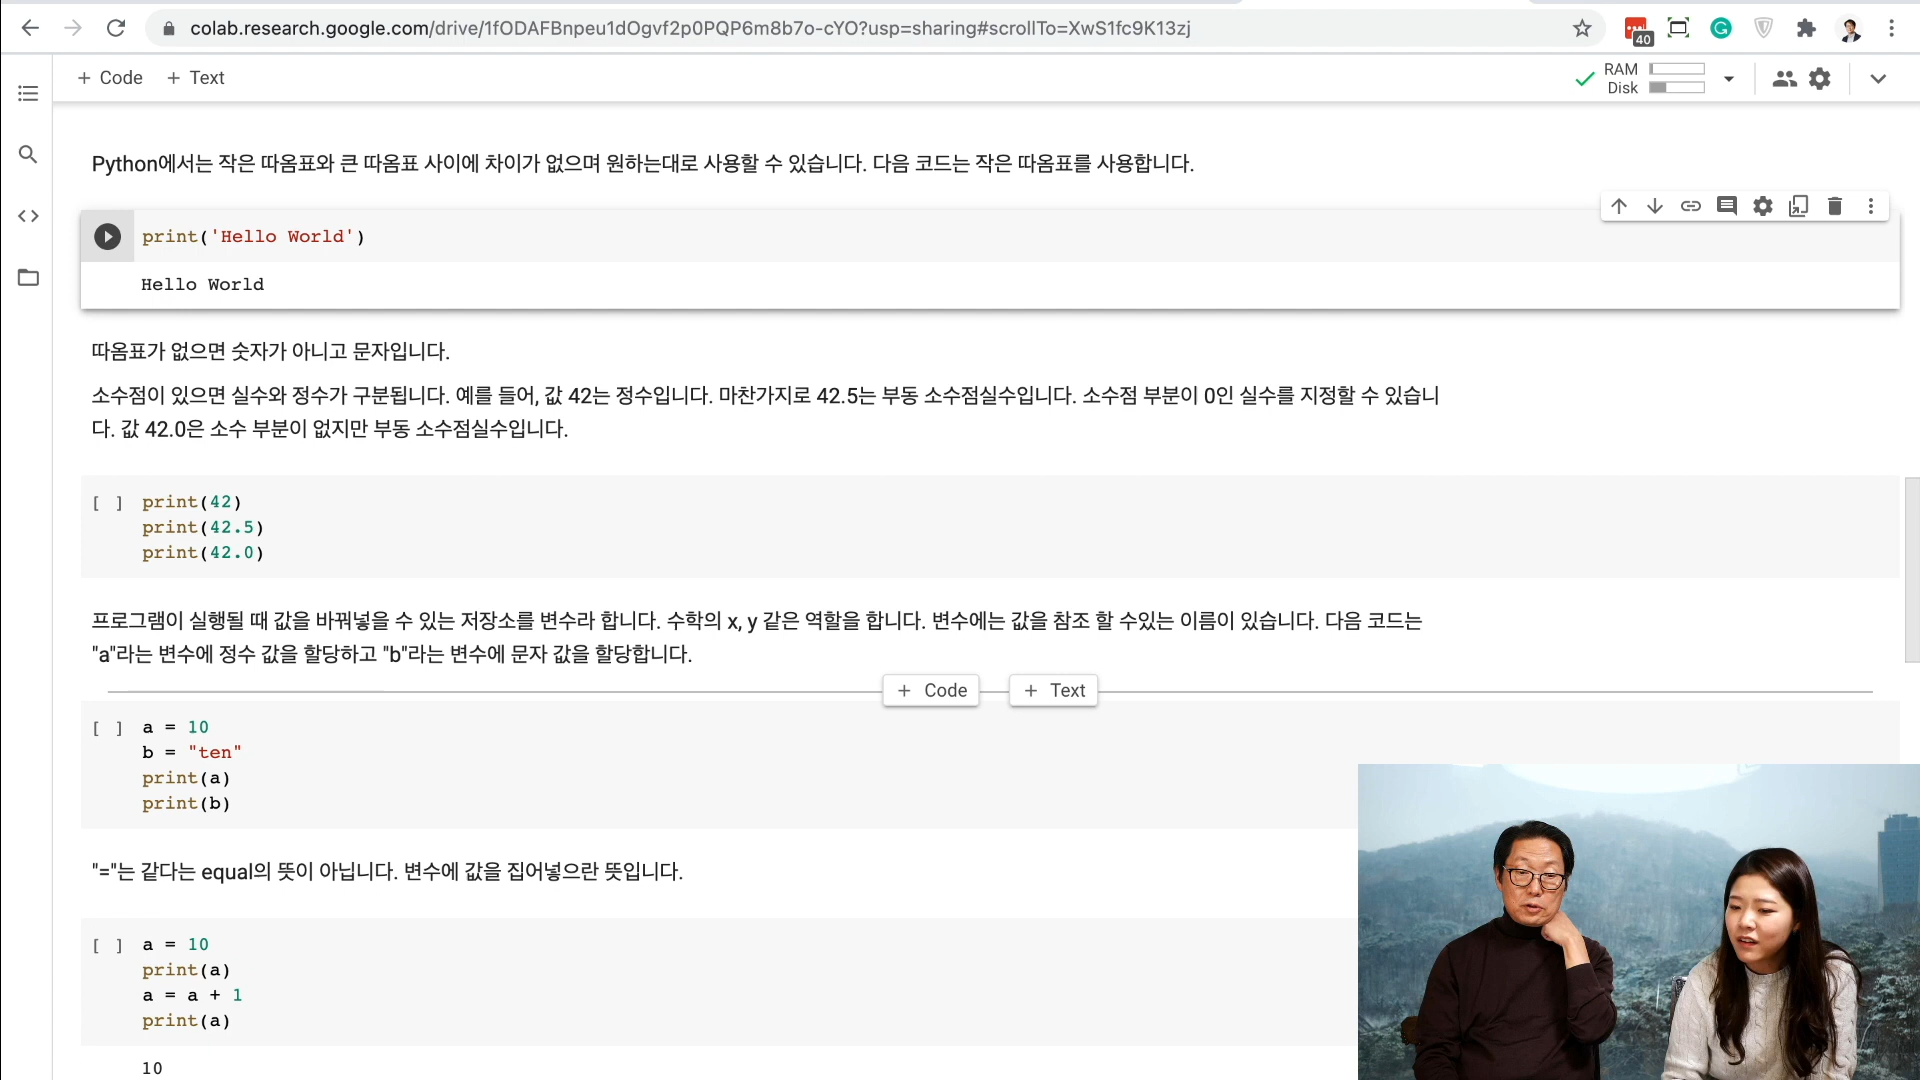 colab.research.google.com/drive/1fODAFBnpeu1dOgvf2p0PQP6m8b7o-cYO?usp=sharing#scrollTo=XwS1fc9K13zj
40
+ Code + Text
RAM
Disk
Python에서는 작은 따옴표와 큰 따옴표 사이에 차이가 없으며 원하는대로 사용할 수 있습니다. 다음 코드는 작은 따옴표를 사용합니다.
print('Hello World')
Hello World
따옴표가 없으면 숫자가 아니고 문자입니다.
소수점이 있으면 실수와 정수가 구분됩니다. 예를 들어, 값 42는 정수입니다. 마찬가지로 42.5는 부동 소수점실수입니다. 소수점 부분이 0인 실수를 지정할 수 있습니
다. 값 42.0은 소수 부분이 없지만 부동 소수점실수입니다.
[ ] print(42)
print(42.5)
print(42.0)
프로그램이 실행될 때 값을 바꿔넣을 수 있는 저장소를 변수라 합니다. 수학의 x, y 같은 역할을 합니다. 변수에는 값을 참조 할 수있는 이름이 있습니다. 다음 코드는
"a"라는 변수에 정수 값을 할당하고 "b"라는 변수에 문자 값을 할당합니다.
+ Code + Text
[ ] a = 10
b = "ten"
print(a)
print(b)
"="는 같다는 equal의 뜻이 아닙니다. 변수에 값을 집어넣으란 뜻입니다.
[ ] a = 10
print(a)
a = a + 1
print(a)
10